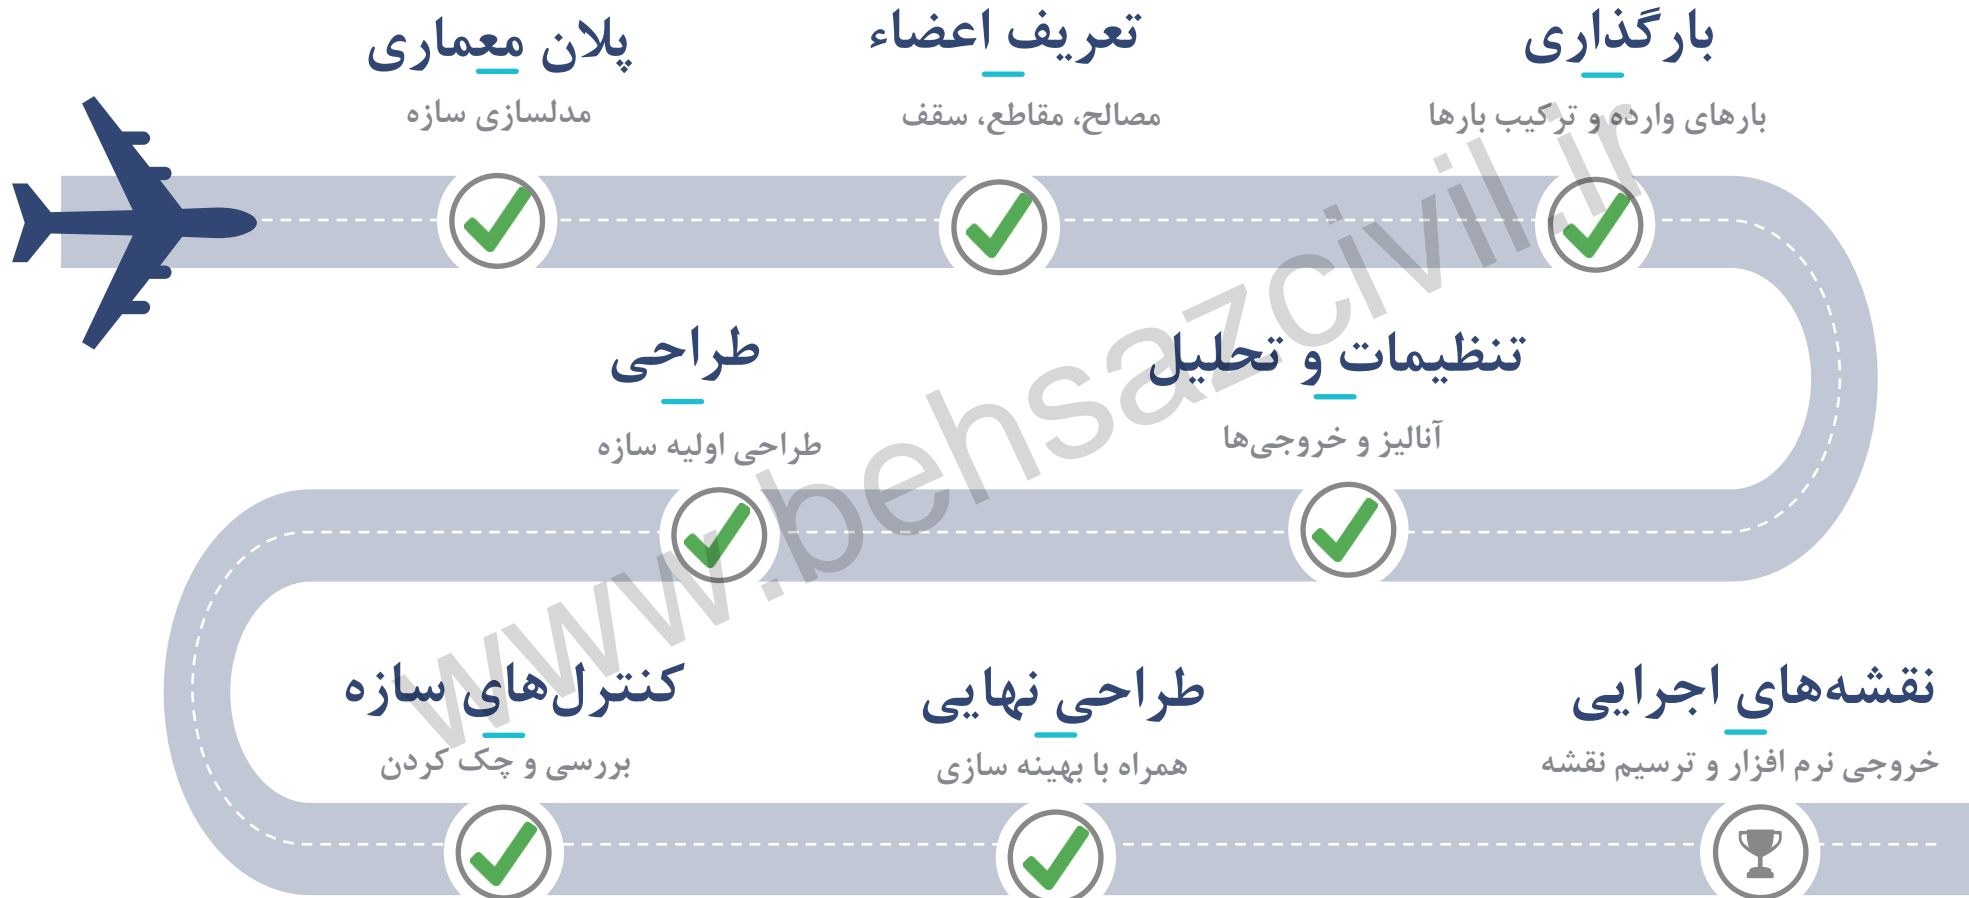 پلان معماری
مدلسازی سازه
تعریف اعضاء
مصالح، مقاطع، سقف
بارگذاری
بارهای وارده و ترکیب بارها
تنظیمات و تحلیل
آنالیز و خروجی‌ها
طراحی
طراحی اولیه سازه
کنترل‌های سازه
بررسی و چک کردن
طراحی نهایی
همراه با بهینه سازی
نقشه‌های اجرایی
خروجی نرم افزار و ترسیم نقشه
www.behsazcivil.ir